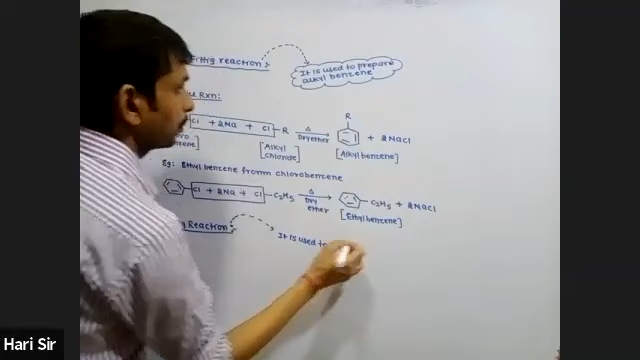 Fittig reaction:
It is used to prepare
alkyl benzene
Rxn:
Cl + 2Na + Cl — R Δ Dry ether R + 2NaCl
[Alkyl chloride] [Alkyl benzene]
Eg: Ethyl benzene from chlorobenzene
Cl + 2Na + Cl — C₂H₅ Δ Dry ether C₂H₅ + 2NaCl
[Ethyl benzene]
Reaction
It is used to
Hari Sir